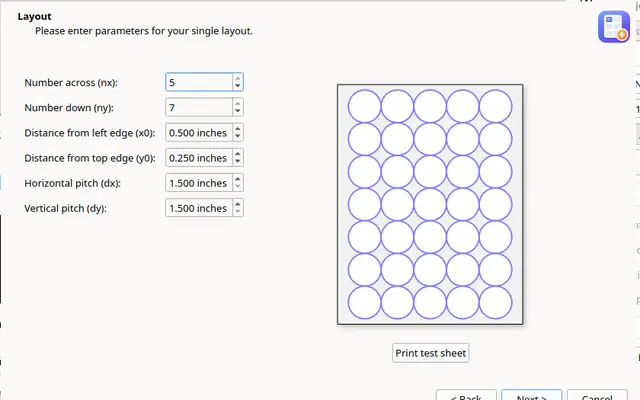 Layout
Please enter parameters for your single layout.
Number across (nx): 5
Number down (ny): 7
Distance from left edge (x0): 0.500 inches
Distance from top edge (y0): 0.250 inches
Horizontal pitch (dx): 1.500 inches
Vertical pitch (dy): 1.500 inches
Print test sheet
< Back Next > Cancel